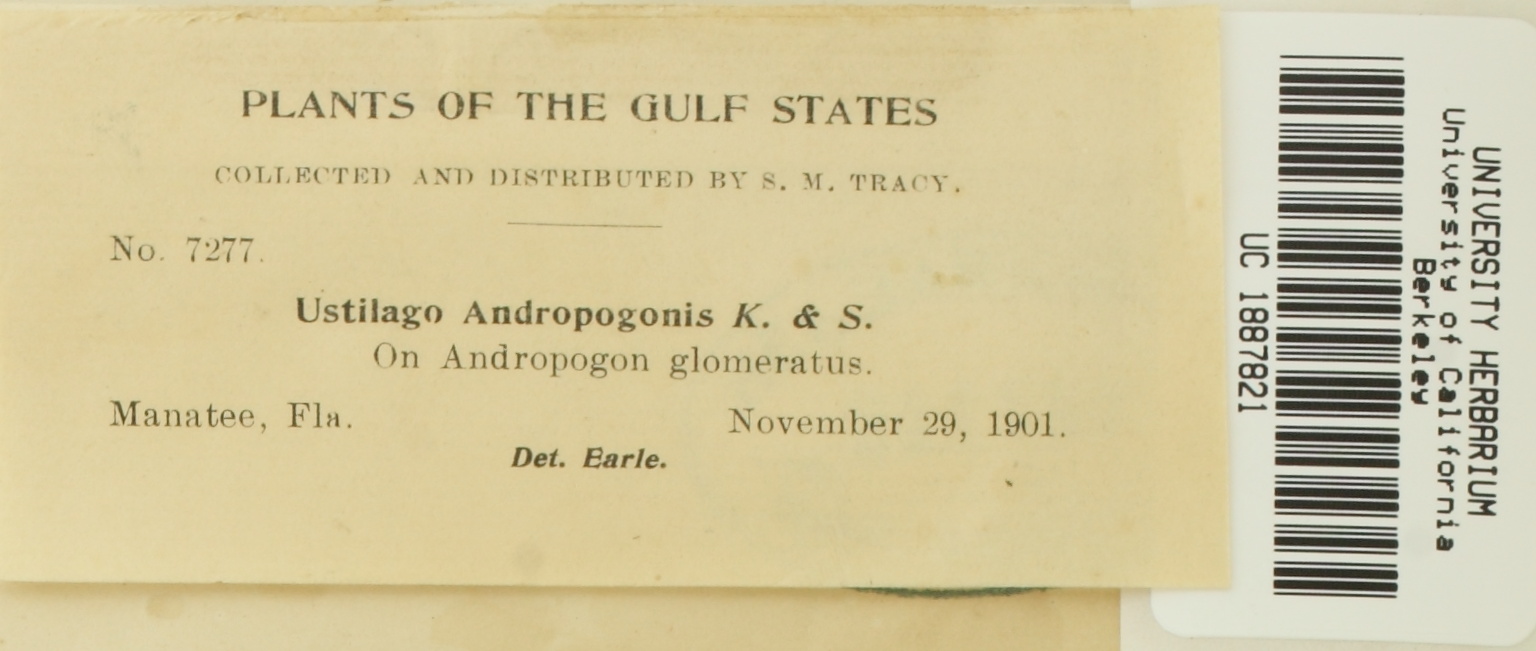 PLANTS OF THE GULF STATES
COLLECTED AND DISTRIBUTED BY S. M. TRACY.
No. 7277.
Ustilago Andropogonis K. & S.
On Andropogon glomeratus.
Manatee, Fla. November 29, 1901.
Det. Earle.
UNIVERSITY HERBARIUM
University of California
Berkeley
UC 1887821